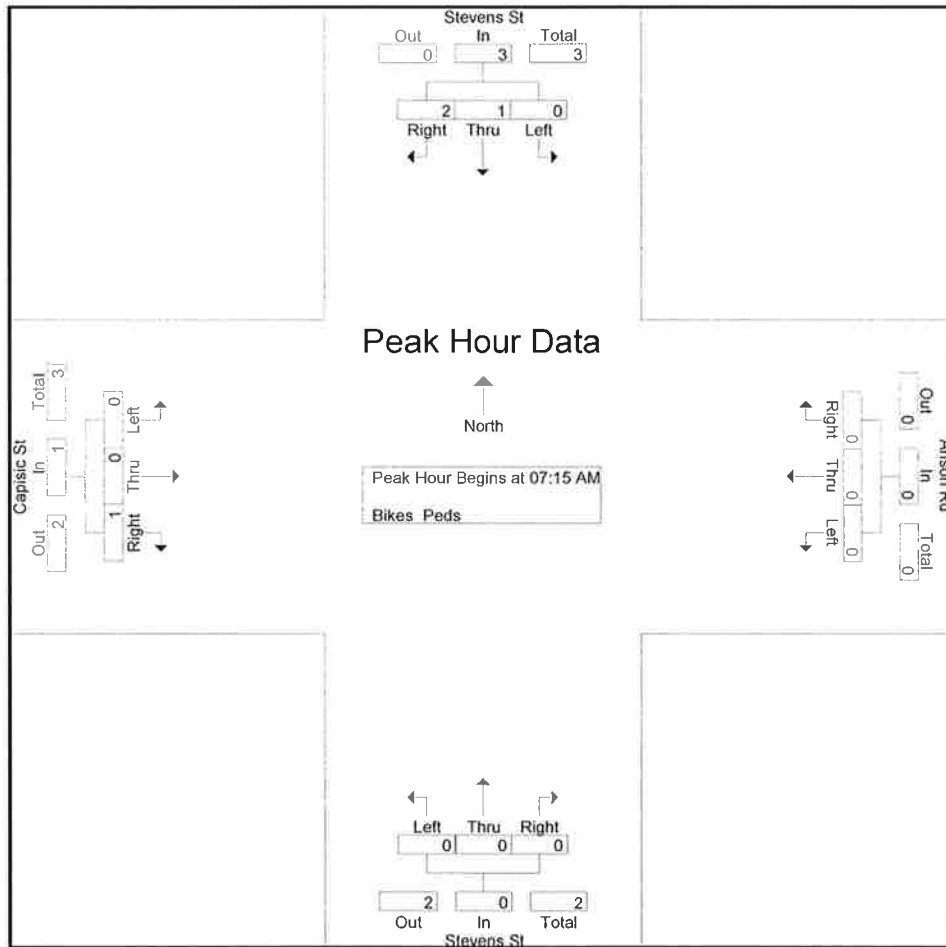 Stevens St
Out In Total
0 3 3
2 1 0
Right Thru Left
Peak Hour Data
North
Peak Hour Begins at 07:15 AM
Bikes Peds
Capisic St
Total In Out
3 1 2
0 0 1
Left Thru Right
Right Thru Left
0 0 0
Out In Total
0 0 0
Anson Rd
Left Thru Right
0 0 0
2 0 2
Out In Total
Stevens St